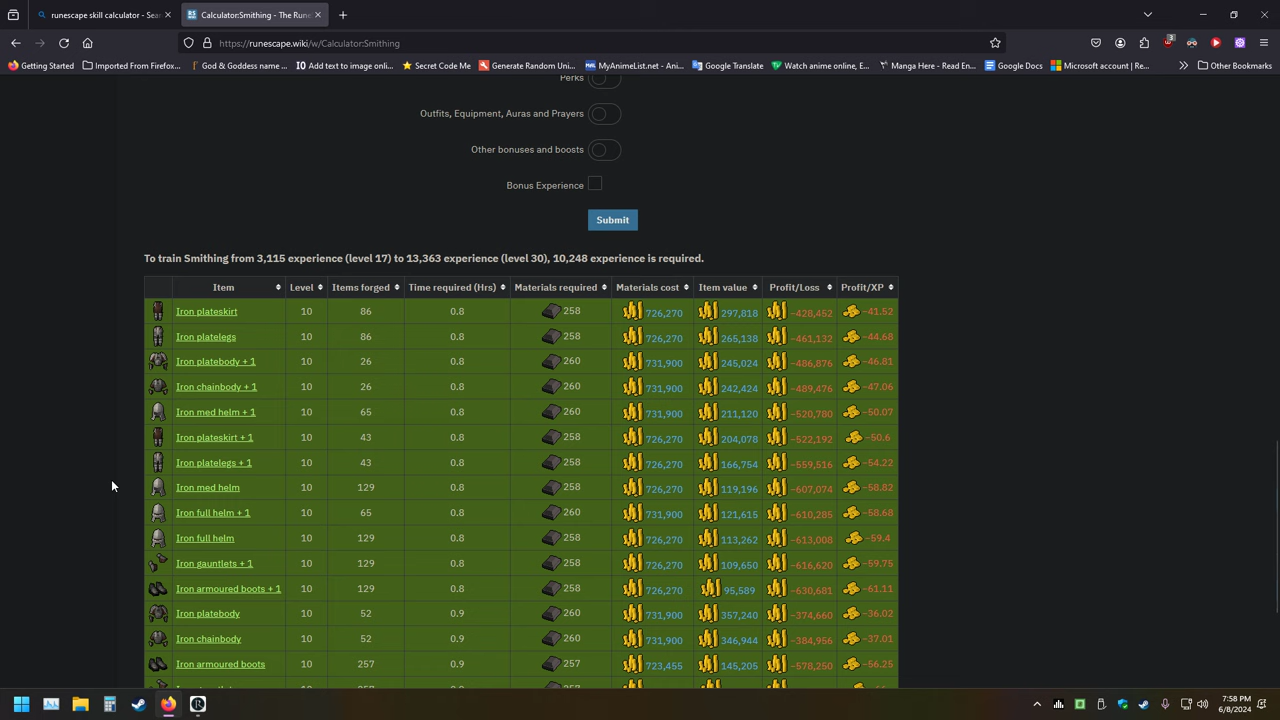 runescape skill calculator - Sea
Calculator:Smithing - The Rune
https://runescape.wiki/w/Calculator:Smithing
3
Getting Started
Imported From Firefox...
God & Goddess name ...
Add text to image onli...
Secret Code Me
Generate Random Uni...
MyAnimeList.net - Ani...
Google Translate
Watch anime online, E...
Manga Here - Read En...
Google Docs
Microsoft account | Re...
Other Bookmarks
Perks
Outfits, Equipment, Auras and Prayers
Other bonuses and boosts
Bonus Experience
Submit
To train Smithing from 3,115 experience (level 17) to 13,363 experience (level 30), 10,248 experience is required.
Item Level Items forged Time required (Hrs) Materials required Materials cost Item value Profit/Loss Profit/XP
Iron plateskirt 10 86 0.8 258 726,270 297,818 −428,452 −41.52
Iron platelegs 10 86 0.8 258 726,270 265,138 −461,132 −44.68
Iron platebody + 1 10 26 0.8 260 731,900 245,024 −486,876 −46.81
Iron chainbody + 1 10 26 0.8 260 731,900 242,424 −489,476 −47.06
Iron med helm + 1 10 65 0.8 260 731,900 211,120 −520,780 −50.07
Iron plateskirt + 1 10 43 0.8 258 726,270 204,078 −522,192 −50.6
Iron platelegs + 1 10 43 0.8 258 726,270 166,754 −559,516 −54.22
Iron med helm 10 129 0.8 258 726,270 119,196 −607,074 −58.82
Iron full helm + 1 10 65 0.8 260 731,900 121,615 −610,285 −58.68
Iron full helm 10 129 0.8 258 726,270 113,262 −613,008 −59.4
Iron gauntlets + 1 10 129 0.8 258 726,270 109,650 −616,620 −59.75
Iron armoured boots + 1 10 129 0.8 258 726,270 95,589 −630,681 −61.11
Iron platebody 10 52 0.9 260 731,900 357,240 −374,660 −36.02
Iron chainbody 10 52 0.9 260 731,900 346,944 −384,956 −37.01
Iron armoured boots 10 257 0.9 257 723,455 145,205 −578,250 −56.25
7:58 PM
6/8/2024